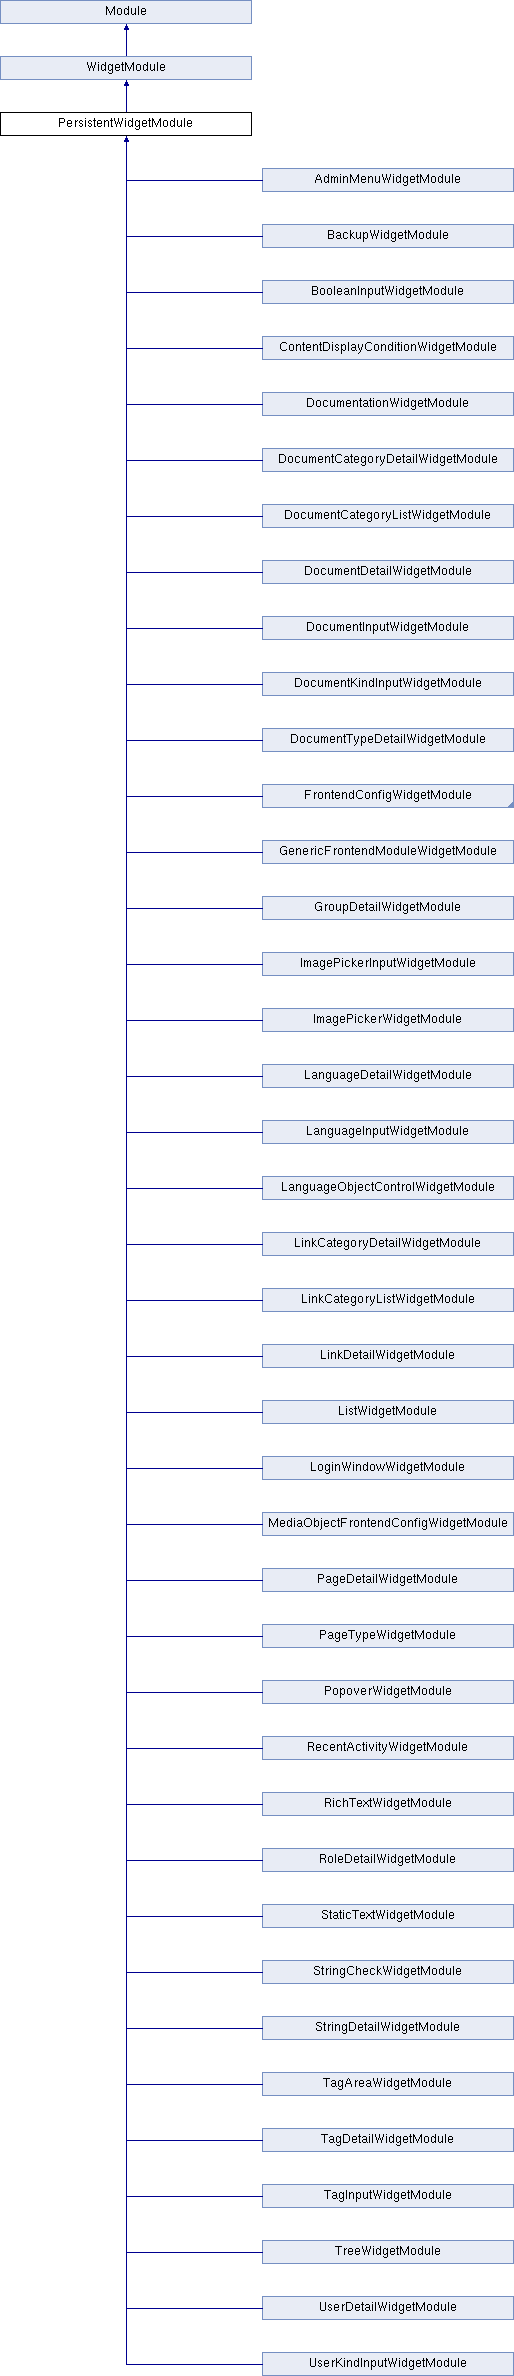 Module
WidgetModule
PersistentWidgetModule
AdminMenuWidgetModule
BackupWidgetModule
BooleanInputWidgetModule
ContentDisplayConditionWidgetModule
DocumentationWidgetModule
DocumentCategoryDetailWidgetModule
DocumentCategoryListWidgetModule
DocumentDetailWidgetModule
DocumentInputWidgetModule
DocumentKindInputWidgetModule
DocumentTypeDetailWidgetModule
FrontendConfigWidgetModule
GenericFrontendModuleWidgetModule
GroupDetailWidgetModule
ImagePickerInputWidgetModule
ImagePickerWidgetModule
LanguageDetailWidgetModule
LanguageInputWidgetModule
LanguageObjectControlWidgetModule
LinkCategoryDetailWidgetModule
LinkCategoryListWidgetModule
LinkDetailWidgetModule
ListWidgetModule
LoginWindowWidgetModule
MediaObjectFrontendConfigWidgetModule
PageDetailWidgetModule
PageTypeWidgetModule
PopoverWidgetModule
RecentActivityWidgetModule
RichTextWidgetModule
RoleDetailWidgetModule
StaticTextWidgetModule
StringCheckWidgetModule
StringDetailWidgetModule
TagAreaWidgetModule
TagDetailWidgetModule
TagInputWidgetModule
TreeWidgetModule
UserDetailWidgetModule
UserKindInputWidgetModule